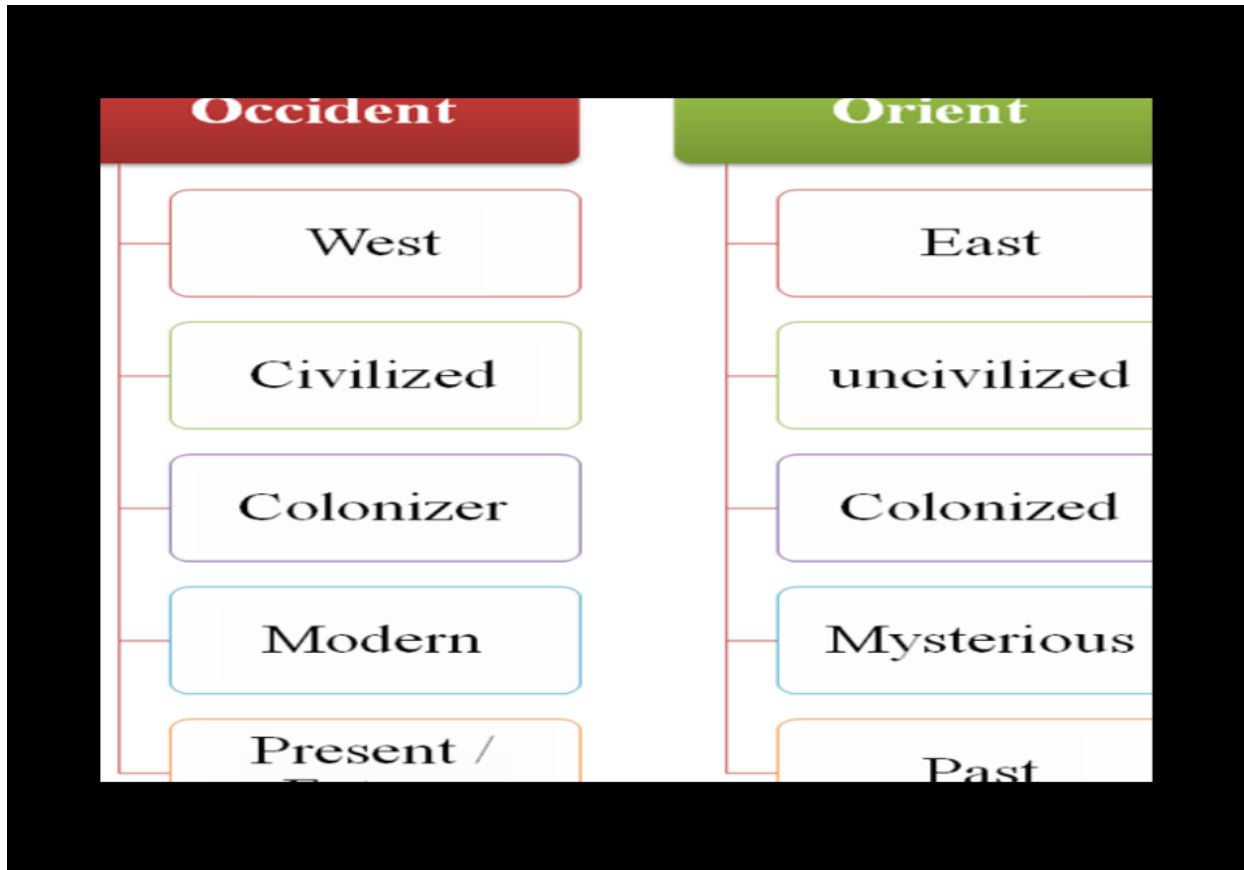 Occident
West
Civilized
Colonizer
Modern
Present /
Orient
East
uncivilized
Colonized
Mysterious
Past